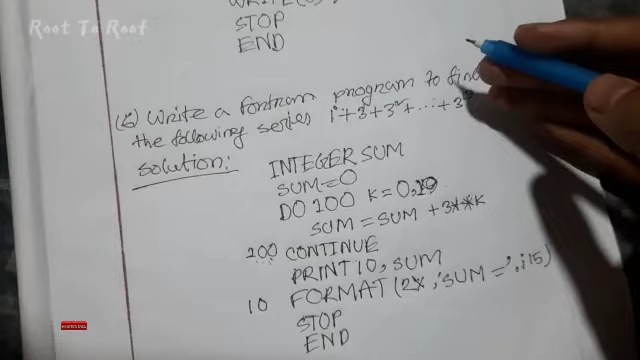 Root To Roof
STOP
END
(6) Write a fortran program to find
the following series 1+3+3²+...+3
Solution:
INTEGER SUM
SUM=0
DO 100 K=0,10
SUM=SUM+3**K
100 CONTINUE
PRINT 10, SUM
10 FORMAT(2X,'SUM=',i15)
STOP
END